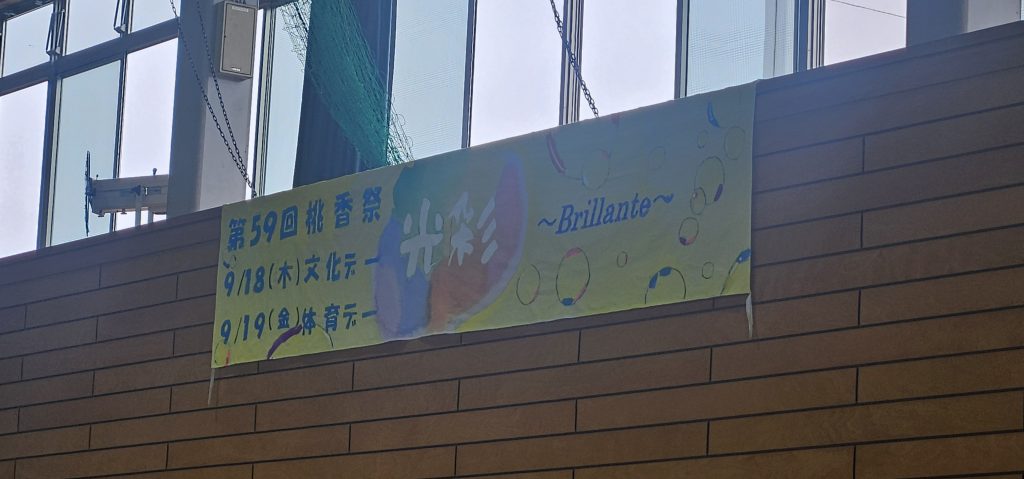 第59回桃香祭
9/18(木)文化デー
9/19(金)体育デー
光彩
～Brillante～